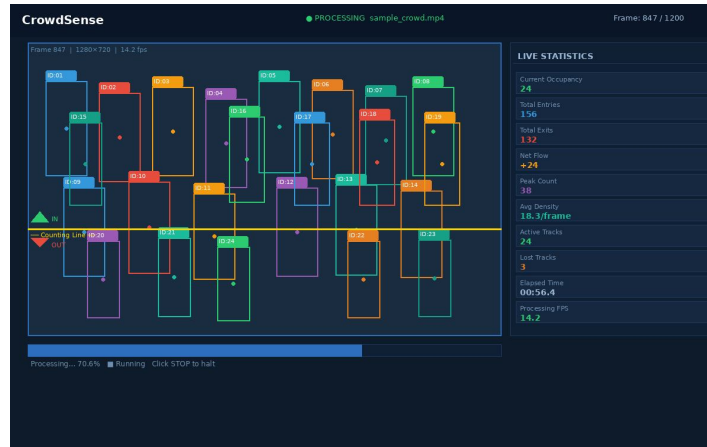 CrowdSense
● PROCESSING sample_crowd.mp4
Frame: 847 / 1200
Frame 847 | 1280×720 | 14.2 fps
ID:01
ID:02
ID:03
ID:04
ID:05
ID:06
ID:07
ID:08
ID:15
ID:16
ID:17
ID:18
ID:19
ID:09
ID:10
ID:11
ID:12
ID:13
ID:14
IN
Counting Line
OUT
ID:20
ID:21
ID:24
ID:22
ID:23
Processing... 70.6% ■ Running Click STOP to halt
LIVE STATISTICS
Current Occupancy
24
Total Entries
156
Total Exits
132
Net Flow
+24
Peak Count
38
Avg Density
18.3/frame
Active Tracks
24
Lost Tracks
3
Elapsed Time
00:56.4
Processing FPS
14.2